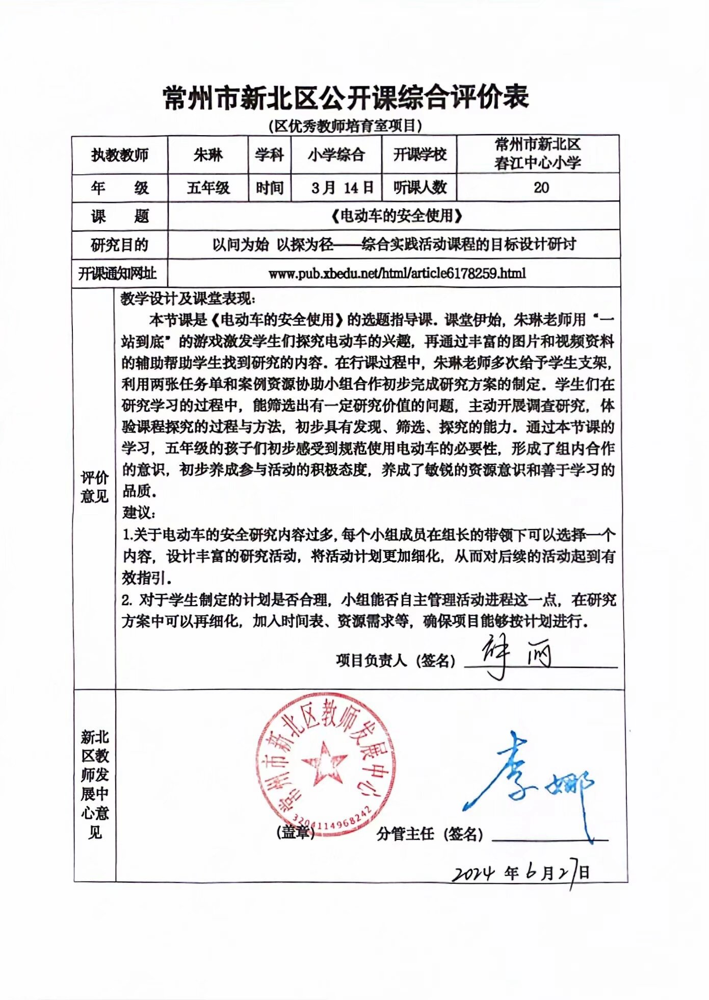 常州市新北区公开课综合评价表
(区优秀教师培育室项目)
执教教师 朱琳 学科 小学综合 开课学校 常州市新北区
春江中心小学
年 级 五年级 时间 3月 14日 听课人数 20
课 题 《电动车的安全使用》
研究目的 以问为始 以探为径——综合实践活动课程的目标设计研讨
开课通知网址 www.pub.xbedu.net/html/article6178259.html
评价
意见
教学设计及课堂表现：
本节课是《电动车的安全使用》的选题指导课。课堂伊始，朱琳老师用“一
站到底”的游戏激发学生们探究电动车的兴趣，再通过丰富的图片和视频资料
的辅助帮助学生找到研究的内容。在行课过程中，朱琳老师多次给予学生支架，
利用两张任务单和案例资源协助小组合作初步完成研究方案的制定。学生们在
研究学习的过程中，能筛选出有一定研究价值的问题，主动开展调查研究，体
验课程探究的过程与方法，初步具有发现、筛选、探究的能力。通过本节课的
学习，五年级的孩子们初步感受到规范使用电动车的必要性，形成了组内合作
的意识，初步养成参与活动的积极态度，养成了敏锐的资源意识和善于学习的
品质。
建议：
1.关于电动车的安全研究内容过多，每个小组成员在组长的带领下可以选择一个
内容，设计丰富的研究活动，将活动计划更加细化，从而对后续的活动起到有
效指引。
2. 对于学生制定的计划是否合理，小组能否自主管理活动进程这一点，在研究
方案中可以再细化，加入时间表、资源需求等，确保项目能够按计划进行。
项目负责人（签名） 丽
新北
区教
师发
展中
心意
见
常州市新北区教师发展中心
3204114968242
（盖章） 分管主任（签名） 李娜
2024 年 6 月 27 日